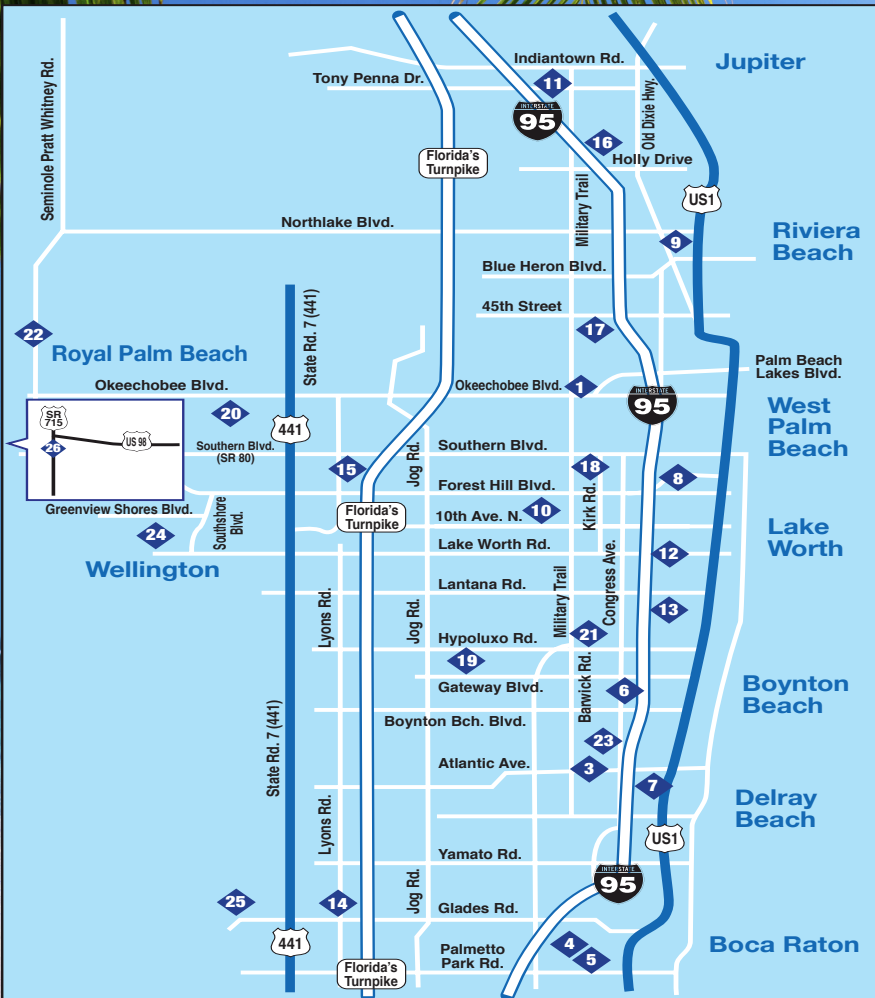 Indiantown Rd.
Jupiter
Tony Penna Dr.
11
INTERSTATE
95
Old Dixie Hwy.
Seminole Pratt Whitney Rd.
16
Holly Drive
Florida's
Turnpike
Military Trail
US1
Northlake Blvd.
9
Riviera
Beach
Blue Heron Blvd.
State Rd. 7 (441)
45th Street
17
22
Royal Palm Beach
Palm Beach
Lakes Blvd.
Okeechobee Blvd.
Okeechobee Blvd.
1
INTERSTATE
95
West
Palm
Beach
SR
715
US 98
26
20
441
Southern Blvd.
(SR 80)
Southern Blvd.
Jog Rd.
15
18
8
Forest Hill Blvd.
Kirk Rd.
Greenview Shores Blvd.
Southshore
Blvd.
Florida's
Turnpike
10th Ave. N.
10
Lake
Worth
24
Lake Worth Rd.
12
Wellington
Congress Ave.
Lantana Rd.
Lyons Rd.
Jog Rd.
Military Trail
13
Hypoluxo Rd.
21
19
Barwick Rd.
Gateway Blvd.
6
Boynton
Beach
Boynton Bch. Blvd.
State Rd. 7 (441)
23
Atlantic Ave.
3
7
Delray
Beach
Lyons Rd.
US1
Yamato Rd.
INTERSTATE
95
Jog Rd.
25
14
Glades Rd.
441
Palmetto
Park Rd.
4
5
Boca Raton
Florida's
Turnpike